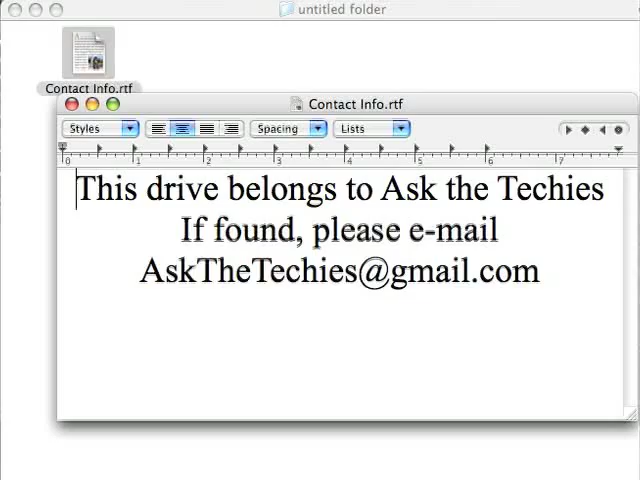 untitled folder
Contact Info.rtf
Contact Info.rtf
Styles Spacing Lists
0 1 2 3 4 5 6 7
This drive belongs to Ask the Techies
If found, please e-mail
AskTheTechies@gmail.com